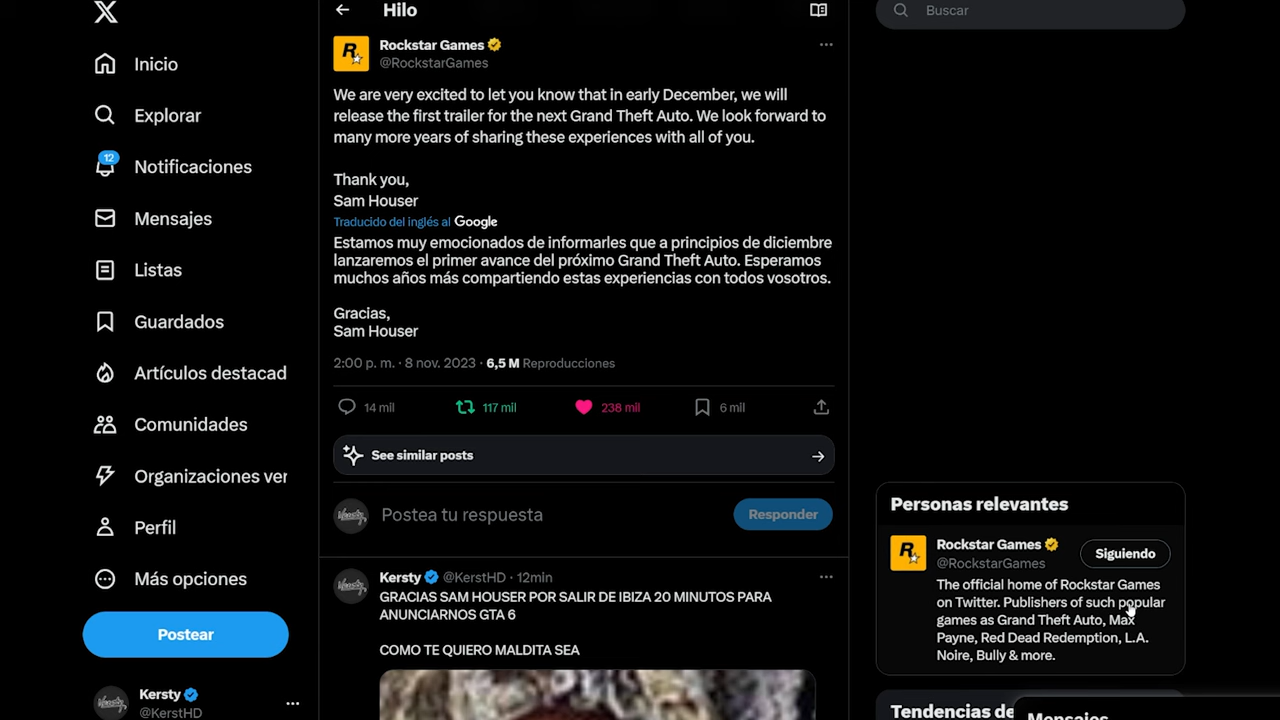 Inicio
Explorar
12
Notificaciones
Mensajes
Listas
Guardados
Artículos destacad
Comunidades
Organizaciones ver
Perfil
Más opciones
Postear
Kersty
@KerstHD
Hilo
Rockstar Games
@RockstarGames
We are very excited to let you know that in early December, we will
release the first trailer for the next Grand Theft Auto. We look forward to
many more years of sharing these experiences with all of you.
Thank you,
Sam Houser
Traducido del inglés al Google
Estamos muy emocionados de informarles que a principios de diciembre
lanzaremos el primer avance del próximo Grand Theft Auto. Esperamos
muchos años más compartiendo estas experiencias con todos vosotros.
Gracias,
Sam Houser
2:00 p. m. · 8 nov. 2023 · 6,5 M Reproducciones
14 mil 117 mil 238 mil 6 mil
See similar posts
Postea tu respuesta
Responder
Kersty @KerstHD · 12min
GRACIAS SAM HOUSER POR SALIR DE IBIZA 20 MINUTOS PARA
ANUNCIARNOS GTA 6
COMO TE QUIERO MALDITA SEA
Buscar
Personas relevantes
Rockstar Games
@RockstarGames
Siguiendo
The official home of Rockstar Games
on Twitter. Publishers of such popular
games as Grand Theft Auto, Max
Payne, Red Dead Redemption, L.A.
Noire, Bully & more.
Tendencias de
Mensajes